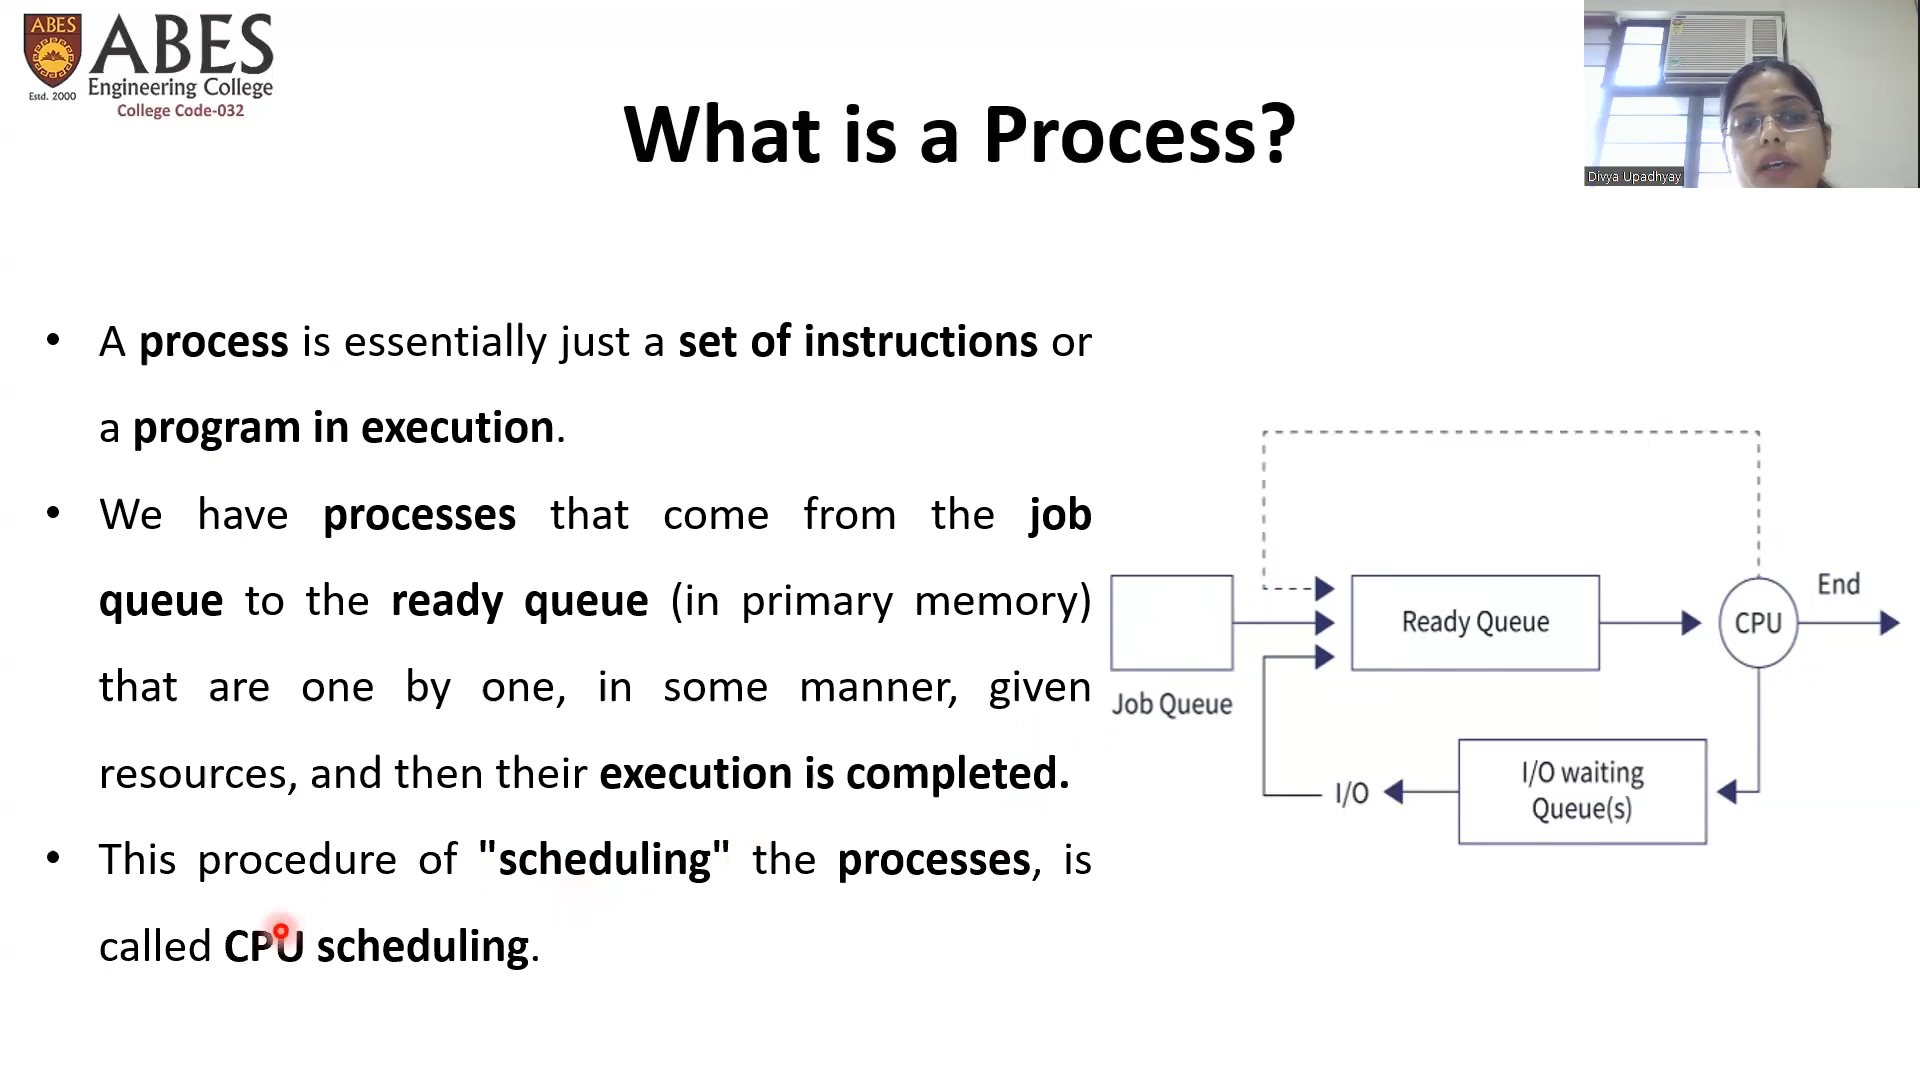 ABES
ABES
Engineering College
Estd. 2000
College Code-032
What is a Process?
Divya Upadhyay
• A process is essentially just a set of instructions or
a program in execution.
• We have processes that come from the job
queue to the ready queue (in primary memory)
that are one by one, in some manner, given
resources, and then their execution is completed.
• This procedure of "scheduling" the processes, is
called CPU scheduling.
Job Queue
Ready Queue
CPU
End
I/O waiting
Queue(s)
I/O